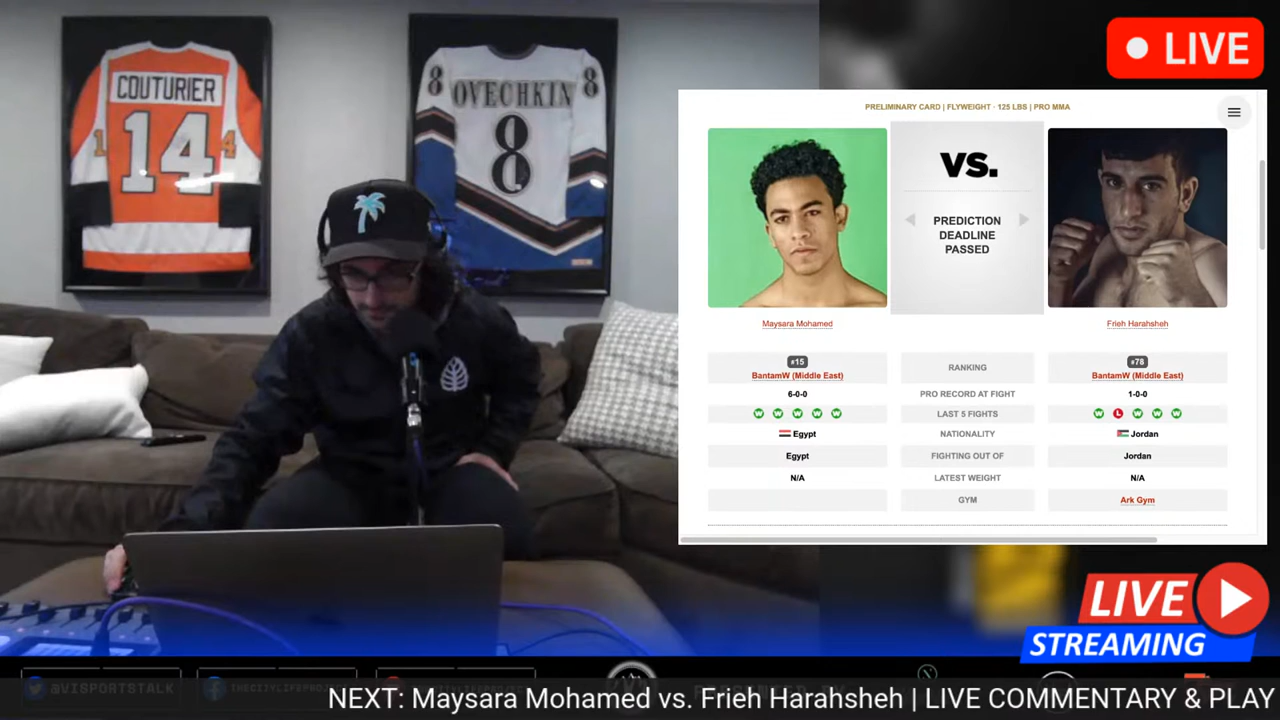 COUTURIER
14
1
4
8
8
OVECHKIN
8
LIVE
PRELIMINARY CARD | FLYWEIGHT · 125 LBS | PRO MMA
VS.
PREDICTION
DEADLINE
PASSED
Maysara Mohamed
Frieh Harahsheh
#15
BantamW (Middle East)
RANKING
#78
BantamW (Middle East)
6-0-0
PRO RECORD AT FIGHT
1-0-0
W W W W W
LAST 5 FIGHTS
W L W W W
Egypt
NATIONALITY
Jordan
Egypt
FIGHTING OUT OF
Jordan
N/A
LATEST WEIGHT
N/A
GYM
Ark Gym
LIVE
STREAMING
@VISPORTSTALK
NEXT: Maysara Mohamed vs. Frieh Harahsheh | LIVE COMMENTARY & PLAY